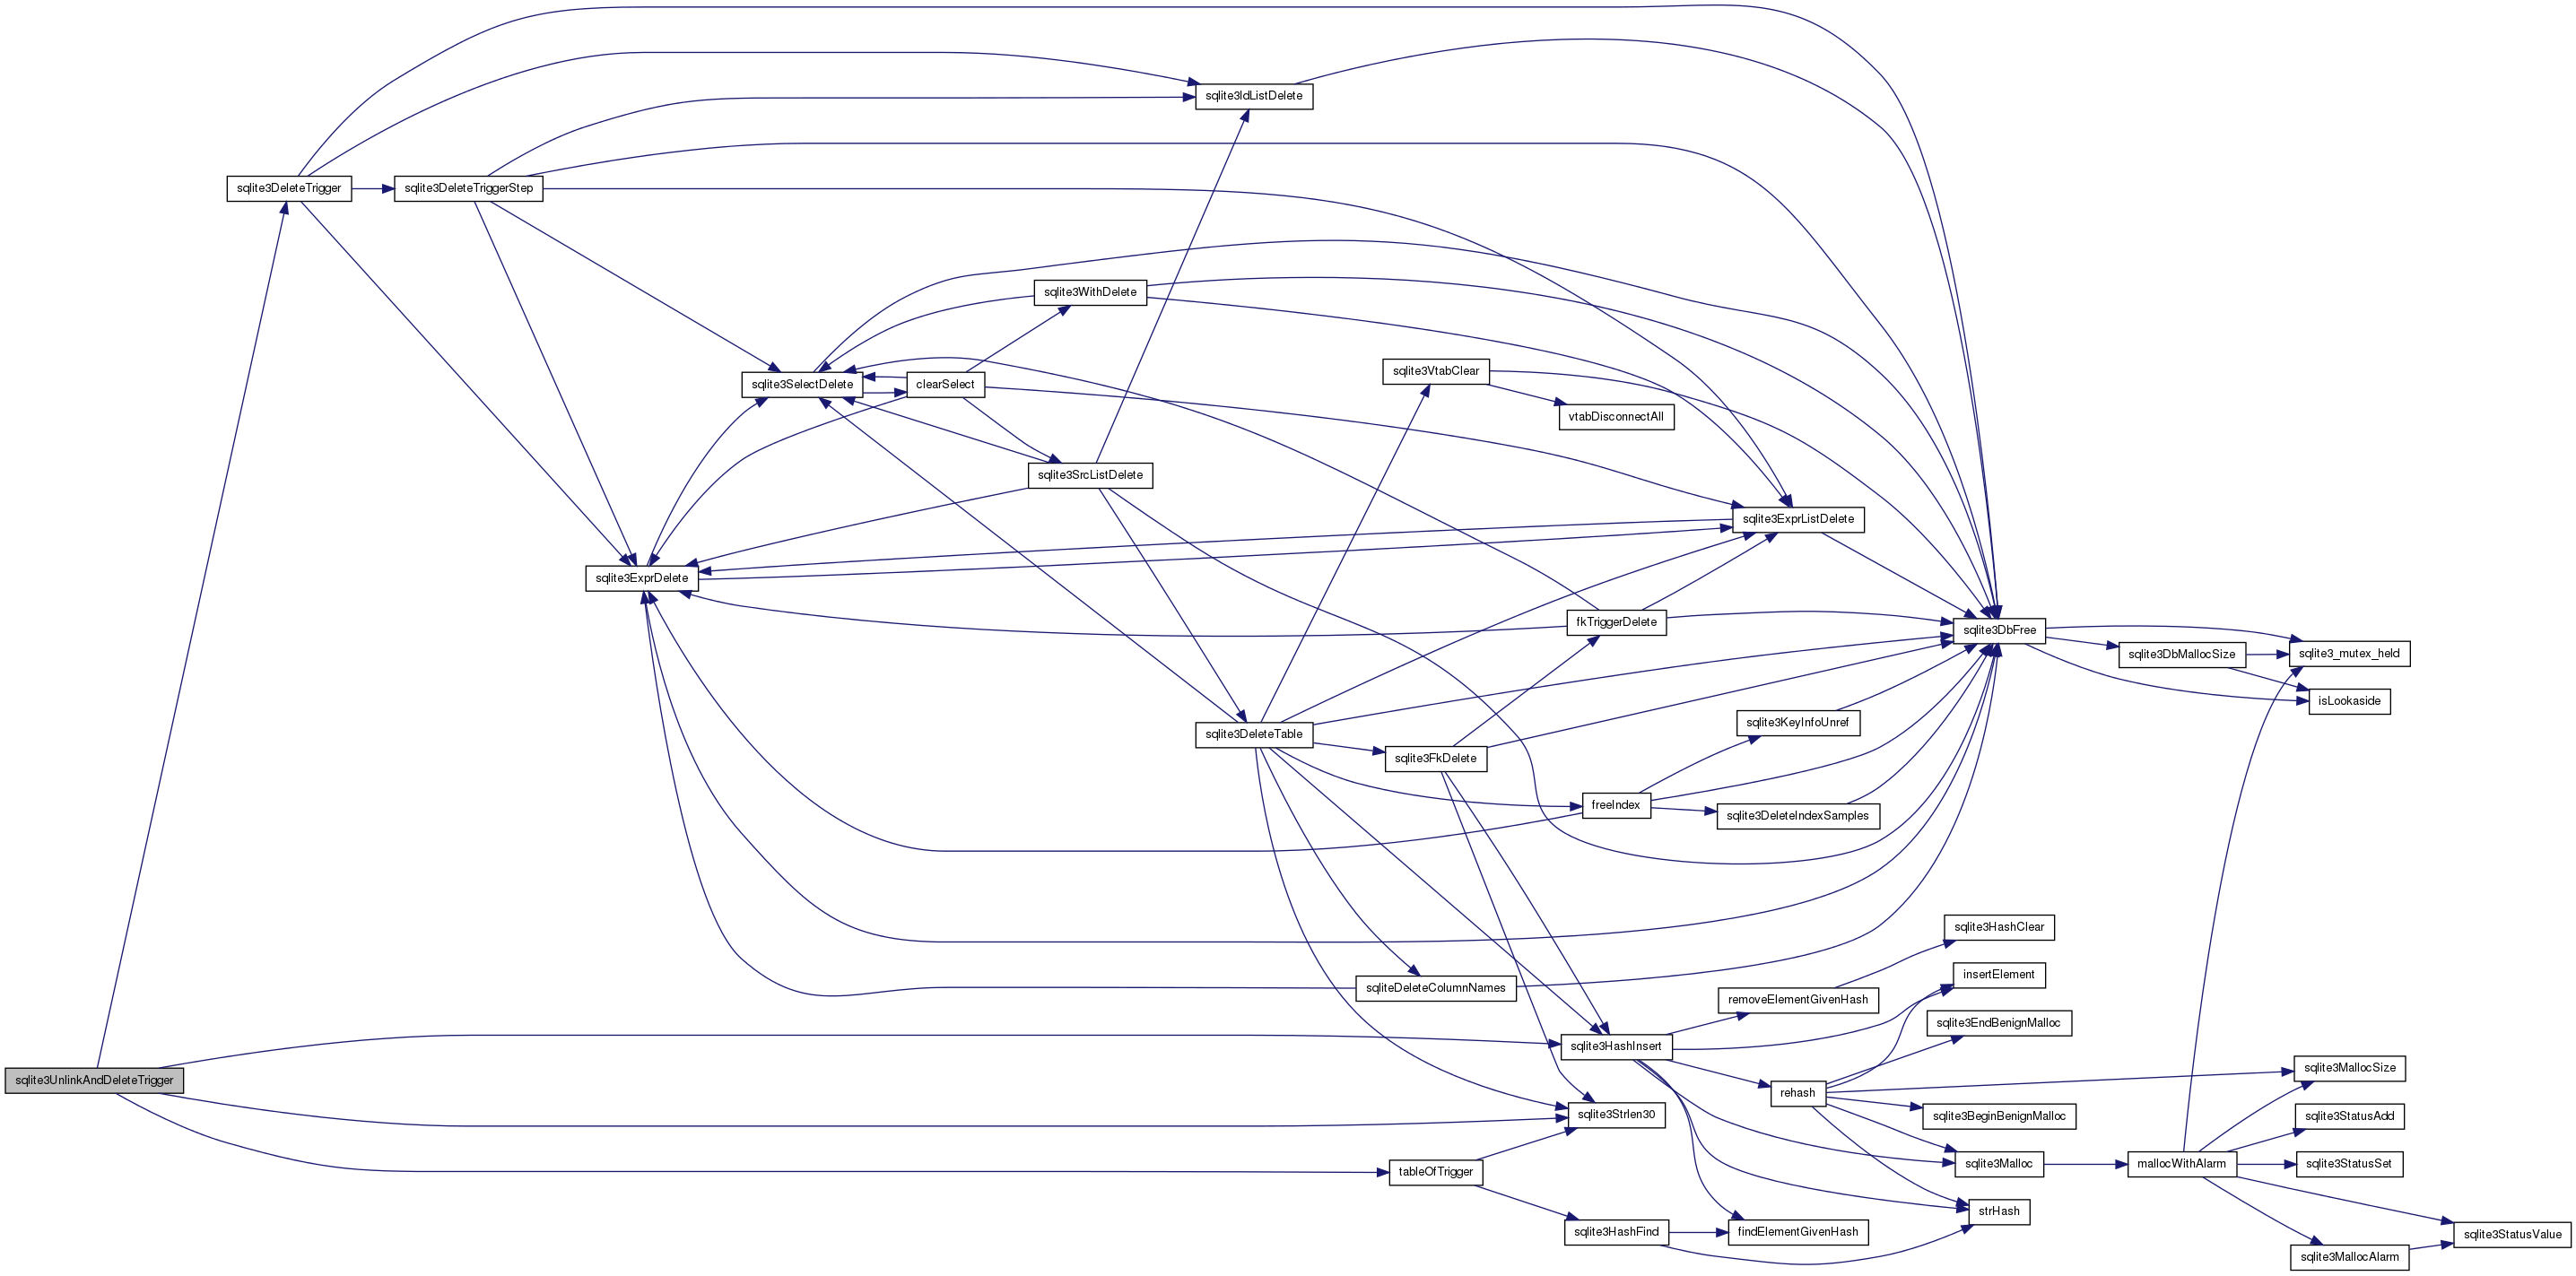 sqlite3IdListDelete
sqlite3DeleteTrigger
sqlite3DeleteTriggerStep
sqlite3WithDelete
sqlite3VtabClear
sqlite3SelectDelete
clearSelect
vtabDisconnectAll
sqlite3SrcListDelete
sqlite3ExprListDelete
sqlite3ExprDelete
fkTriggerDelete
sqlite3DbFree
sqlite3DbMallocSize
sqlite3_mutex_held
isLookaside
sqlite3KeyInfoUnref
sqlite3DeleteTable
sqlite3FkDelete
freeIndex
sqlite3DeleteIndexSamples
sqlite3HashClear
insertElement
sqliteDeleteColumnNames
removeElementGivenHash
sqlite3EndBenignMalloc
sqlite3HashInsert
sqlite3MallocSize
sqlite3UnlinkAndDeleteTrigger
rehash
sqlite3Strlen30
sqlite3BeginBenignMalloc
sqlite3StatusAdd
tableOfTrigger
sqlite3Malloc
mallocWithAlarm
sqlite3StatusSet
strHash
sqlite3HashFind
findElementGivenHash
sqlite3StatusValue
sqlite3MallocAlarm